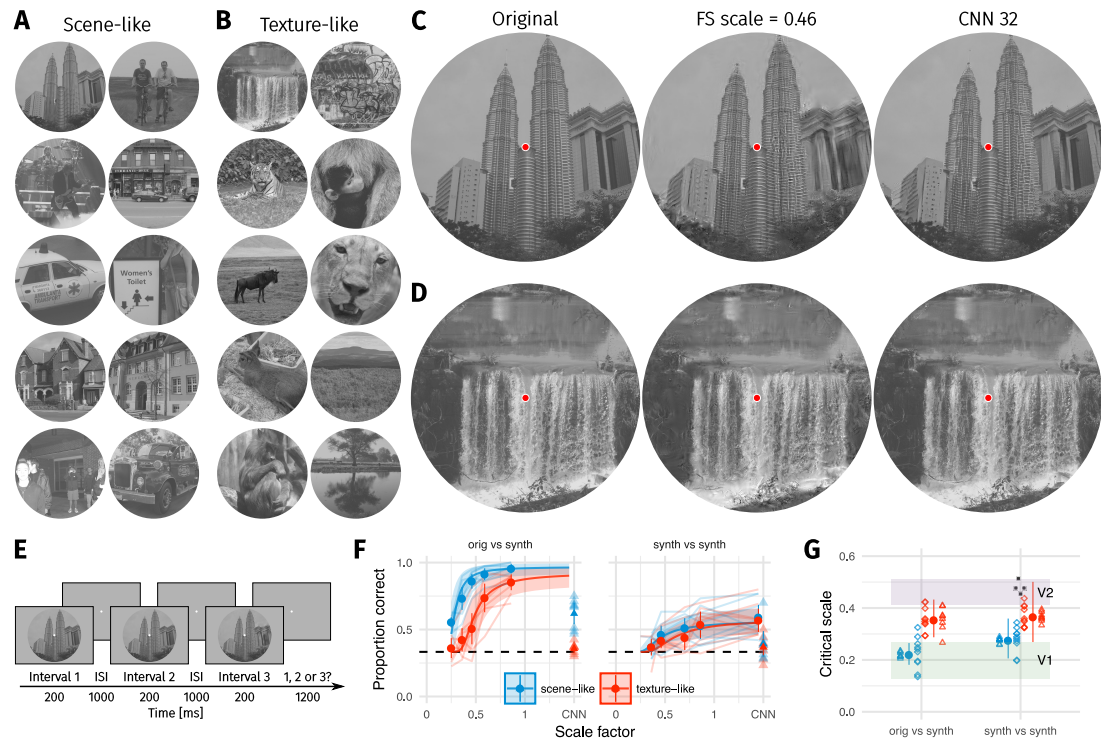 A Scene-like
B Texture-like
Women's
Toilet
C Original FS scale = 0.46 CNN 32
D
E
Interval 1 ISI Interval 2 ISI Interval 3 1, 2 or 3?
200 1000 200 1000 200 1200
Time [ms]
F
orig vs synth synth vs synth
Proportion correct
1.0
0.5
0.0
0 0.5 1 CNN 0 0.5 1 CNN
scene-like texture-like
Scale factor
G
Critical scale
0.6
0.4
0.2
0.0
V2
V1
orig vs synth synth vs synth